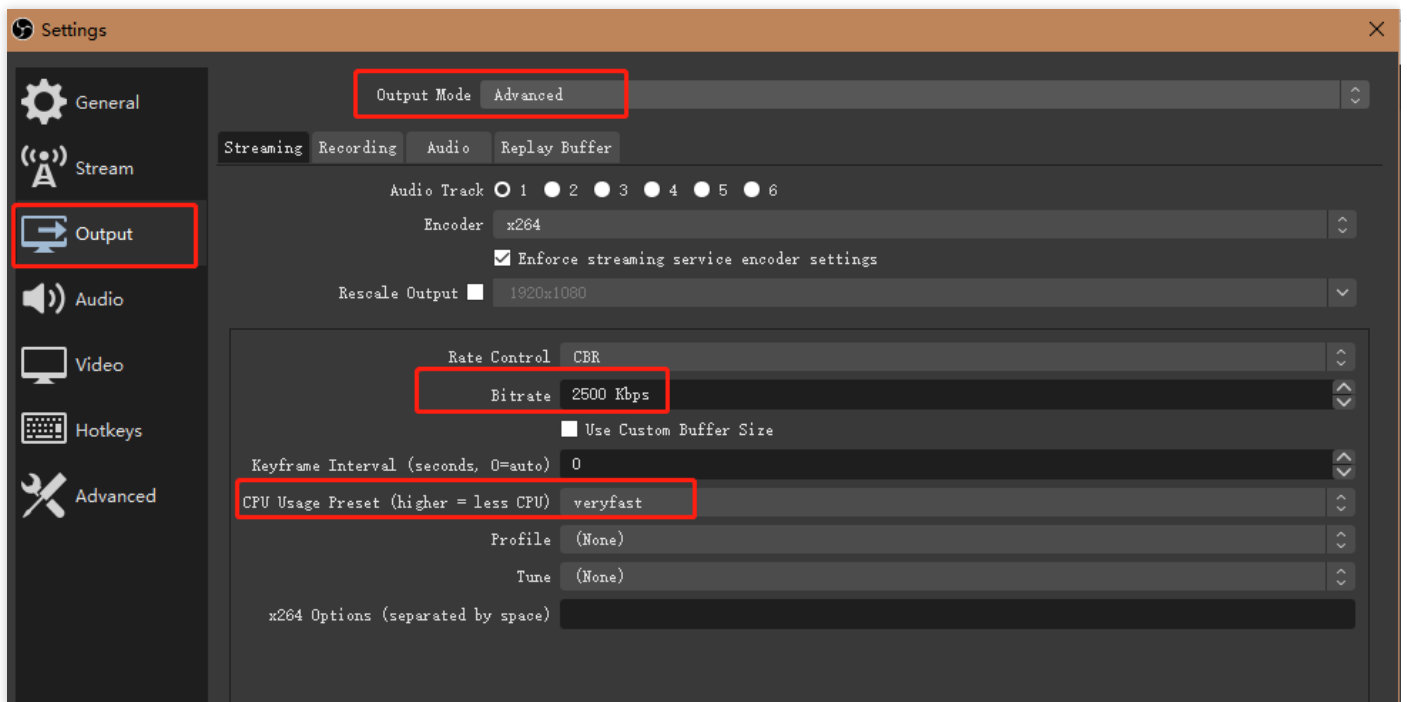 Settings
General
Stream
Output
Audio
Video
Hotkeys
Advanced
Output Mode Advanced
Streaming Recording Audio Replay Buffer
Audio Track 1 2 3 4 5 6
Encoder x264
Enforce streaming service encoder settings
Rescale Output 1920x1080
Rate Control CBR
Bitrate 2500 Kbps
Use Custom Buffer Size
Keyframe Interval (seconds, 0=auto) 0
CPU Usage Preset (higher = less CPU) veryfast
Profile (None)
Tune (None)
x264 Options (separated by space)